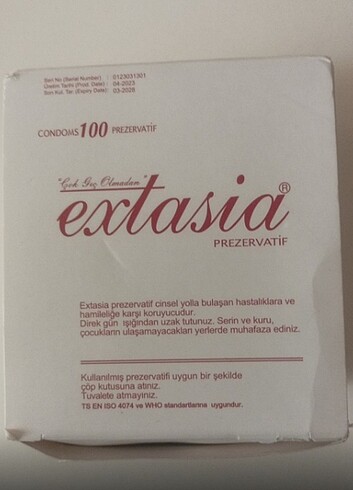 Seri No (Serial Number) : 0123031301
Üretim Tarihi (Prod. Date) : 04-2023
Son Kul. Tar. (Expiry Date): 03-2028
CONDOMS 100 PREZERVATİF
"Çok Geç Olmadan"
extasia®
PREZERVATİF
Extasia prezervatif cinsel yolla bulaşan hastalıklara ve
hamileliğe karşı koruyucudur.
Direk gün ışığından uzak tutunuz. Serin ve kuru,
çocukların ulaşamayacakları yerlerde muhafaza ediniz.
Kullanılmış prezervatifi uygun bir şekilde
çöp kutusuna atınız.
Tuvalete atmayınız.
TS EN ISO 4074 ve WHO standartlarına uygundur.